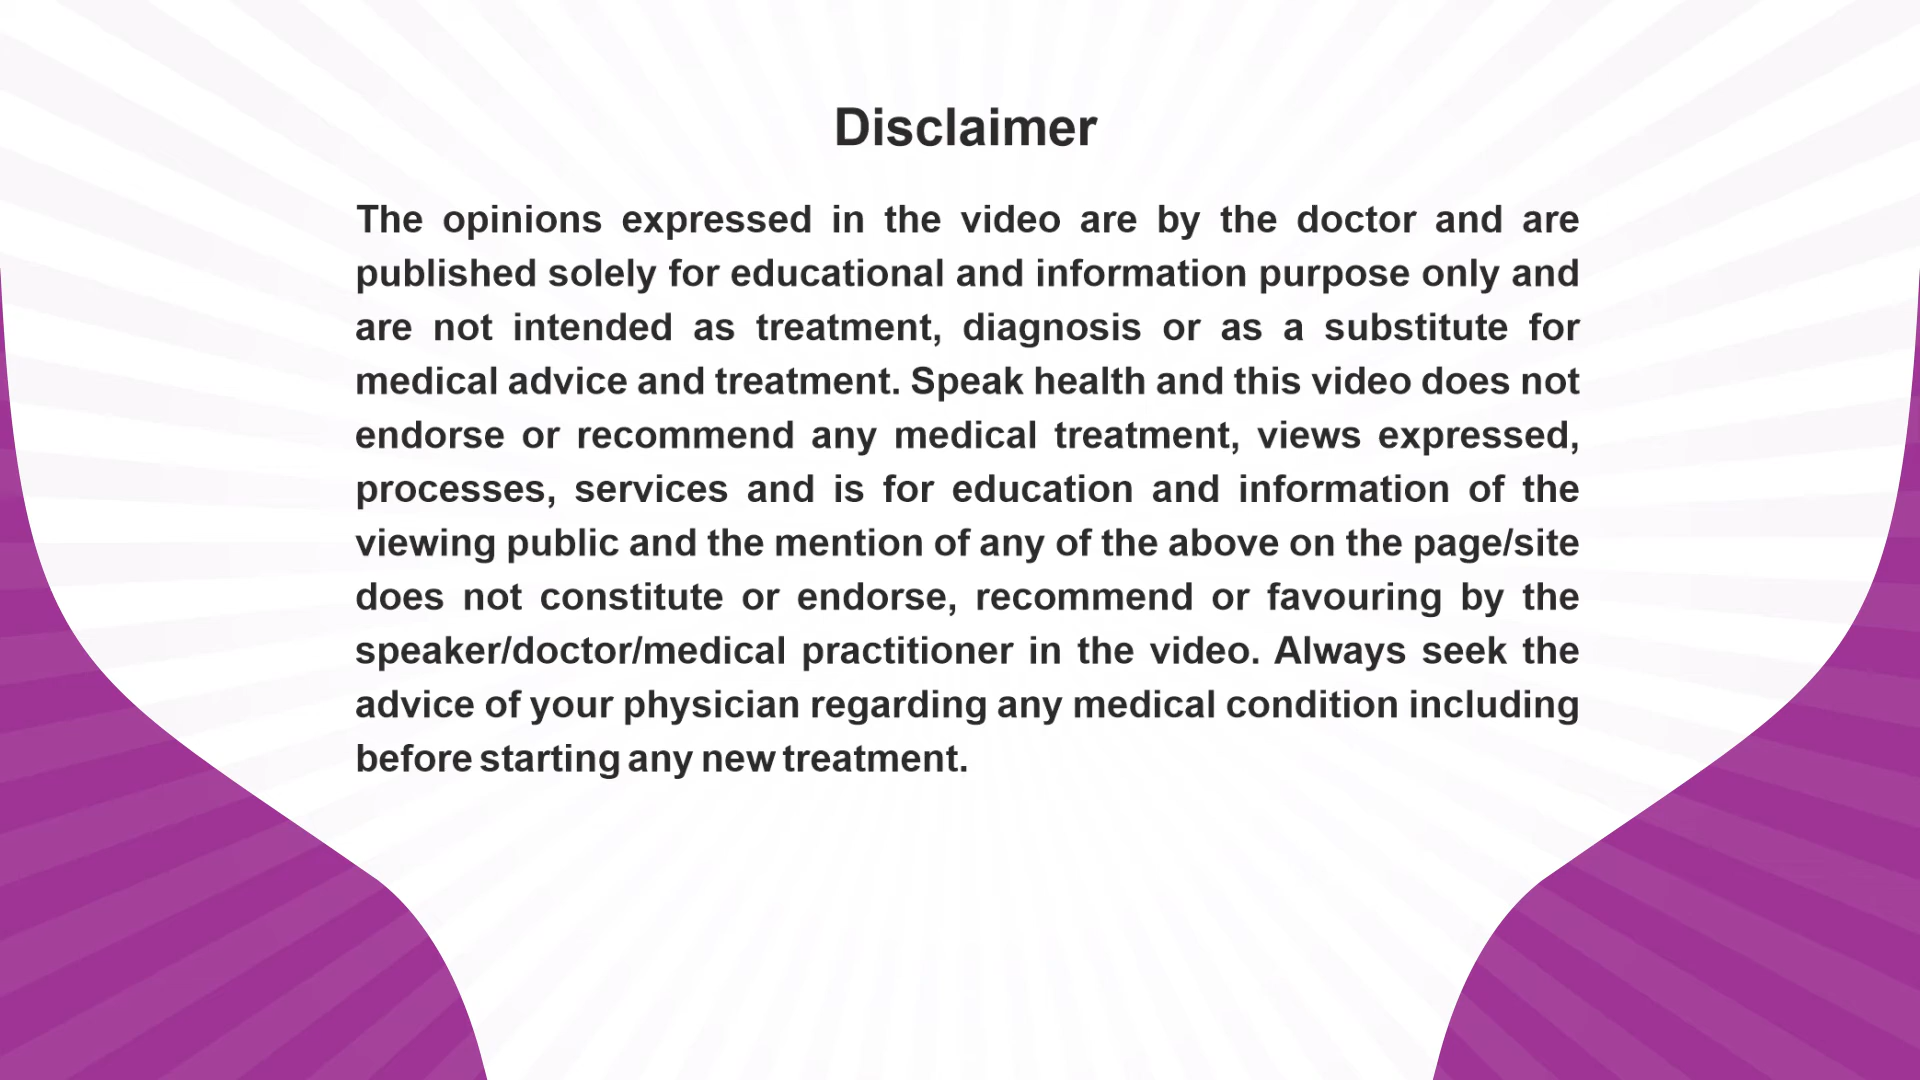 Disclaimer
The opinions expressed in the video are by the doctor and are
published solely for educational and information purpose only and
are not intended as treatment, diagnosis or as a substitute for
medical advice and treatment. Speak health and this video does not
endorse or recommend any medical treatment, views expressed,
processes, services and is for education and information of the
viewing public and the mention of any of the above on the page/site
does not constitute or endorse, recommend or favouring by the
speaker/doctor/medical practitioner in the video. Always seek the
advice of your physician regarding any medical condition including
before starting any new treatment.